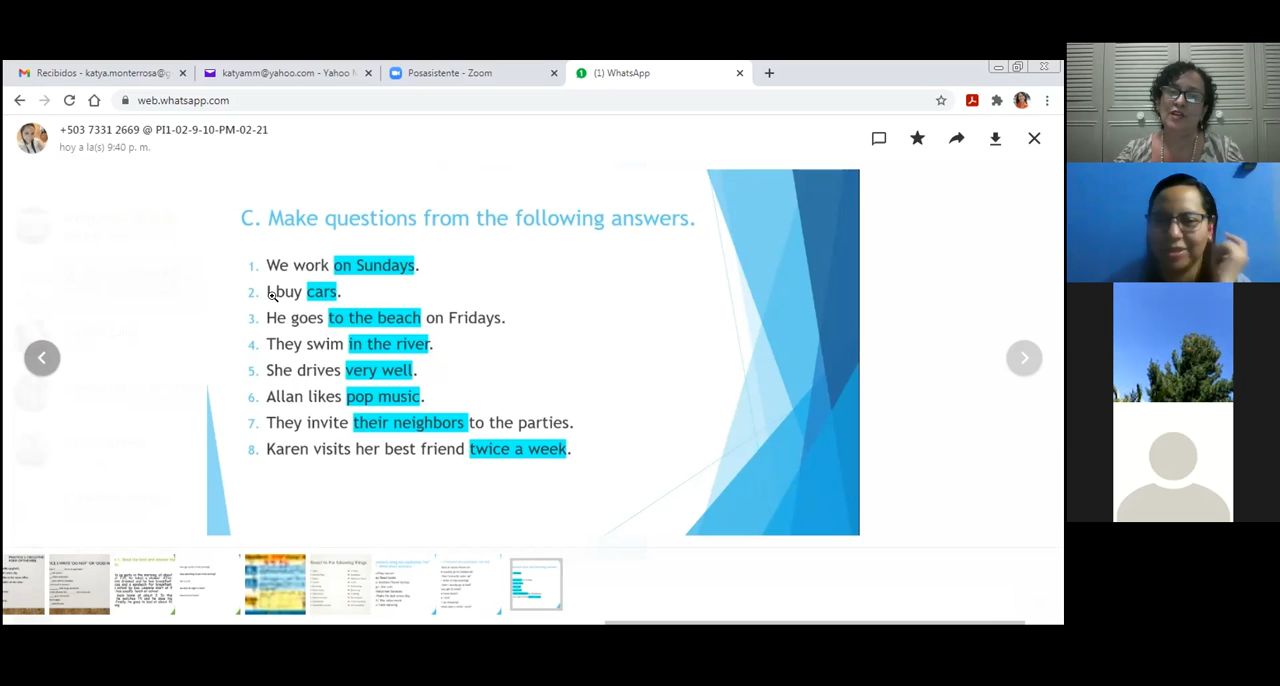 Recibidos - katya.monterrosa@g
katyamm@yahoo.com - Yahoo M
Posasistente - Zoom
(1) WhatsApp
web.whatsapp.com
+503 7331 2669 @ PI1-02-9-10-PM-02-21
hoy a la(s) 9:40 p. m.
C. Make questions from the following answers.
1. We work on Sundays.
2. I buy cars.
3. He goes to the beach on Fridays.
4. They swim in the river.
5. She drives very well.
6. Allan likes pop music.
7. They invite their neighbors to the parties.
8. Karen visits her best friend twice a week.